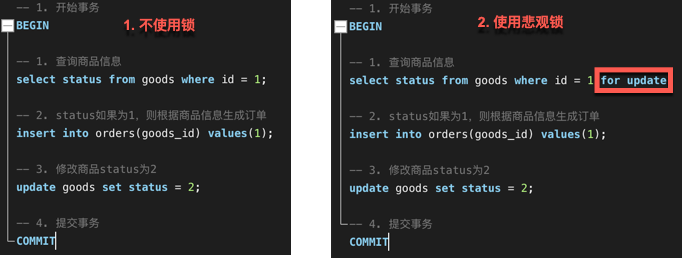 -- 1. 开始事务
1. 不使用锁
BEGIN
-- 1. 查询商品信息
select status from goods where id = 1;
-- 2. status如果为1，则根据商品信息生成订单
insert into orders(goods_id) values(1);
-- 3. 修改商品status为2
update goods set status = 2;
-- 4. 提交事务
COMMIT
-- 1. 开始事务
2. 使用悲观锁
BEGIN
-- 1. 查询商品信息
select status from goods where id = 1 for update
-- 2. status如果为1，则根据商品信息生成订单
insert into orders(goods_id) values(1);
-- 3. 修改商品status为2
update goods set status = 2;
-- 4. 提交事务
COMMIT